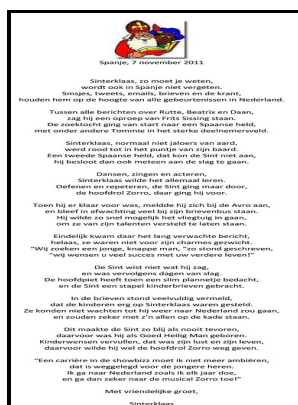 Spanje, 7 november 2011
Sinterklaas, zo moet je weten,
wordt ook in Spanje niet vergeten.
Smsjes, tweets, emails, brieven en de krant,
houden hem op de hoogte van alle gebeurtenissen in Nederland.
Tussen alle berichten over Rutte, Beatrix en Daan,
zag hij een oproep van Frits Sissing staan.
De zoektocht ging van start naar een Spaanse held,
met onder andere Tommie in het sterke deelnemersveld.
Sinterklaas, normaal niet jaloers van aard,
werd rood tot in het puntje van zijn baard.
Een tweede Spaanse held, dat kon de Sint niet aan,
hij besloot dan ook meteen aan de slag te gaan.
Dansen, zingen en acteren,
Sinterklaas wilde het allemaal leren.
Oefenen en repeteren, de Sint ging maar door,
de hoofdrol Zorro, daar ging hij voor.
Toen hij er klaar voor was, meldde hij zich bij de Avro aan,
en bleef in afwachting veel bij zijn brievenbus staan.
Hij wilde zo snel mogelijk het vliegtuig in gaan,
om ze van zijn talenten versteld te laten staan.
Eindelijk kwam daar het lang verwachte bericht,
helaas, ze waren niet voor zijn charmes gezwicht.
"Wij zoeken een jonge, knappe man, "zo stond geschreven,
"wij wensen u veel succes met uw verdere leven!"
De Sint wist niet wat hij zag,
en was vervolgens dagen van slag.
De hoofdpiet heeft toen een slim plannetje bedacht,
en de Sint een stapel kinderbrieven gebracht.
In de brieven stond veelvuldig vermeld,
dat de kinderen erg op Sinterklaas waren gesteld.
Ze konden niet wachten tot hij weer naar Nederland zou gaan,
en zouden zeker met z'n allen op de kade staan.
Dit maakte de Sint zo blij als nooit tevoren,
daarvoor was hij als Goed Heilig Man geboren.
Kinderwensen vervullen, dat was zijn lust en zijn leven,
daarvoor wilde hij wel de hoofdrol Zorro weg geven.
"Een carrière in de showbizz moet ik niet meer ambiëren,
dat is weggelegd voor de jongere heren.
Ik ga naar Nederland zoals ik elk jaar doe,
en ga dan zeker naar de musical Zorro toe!"
Met vriendelijke groet,
Sinterklaas